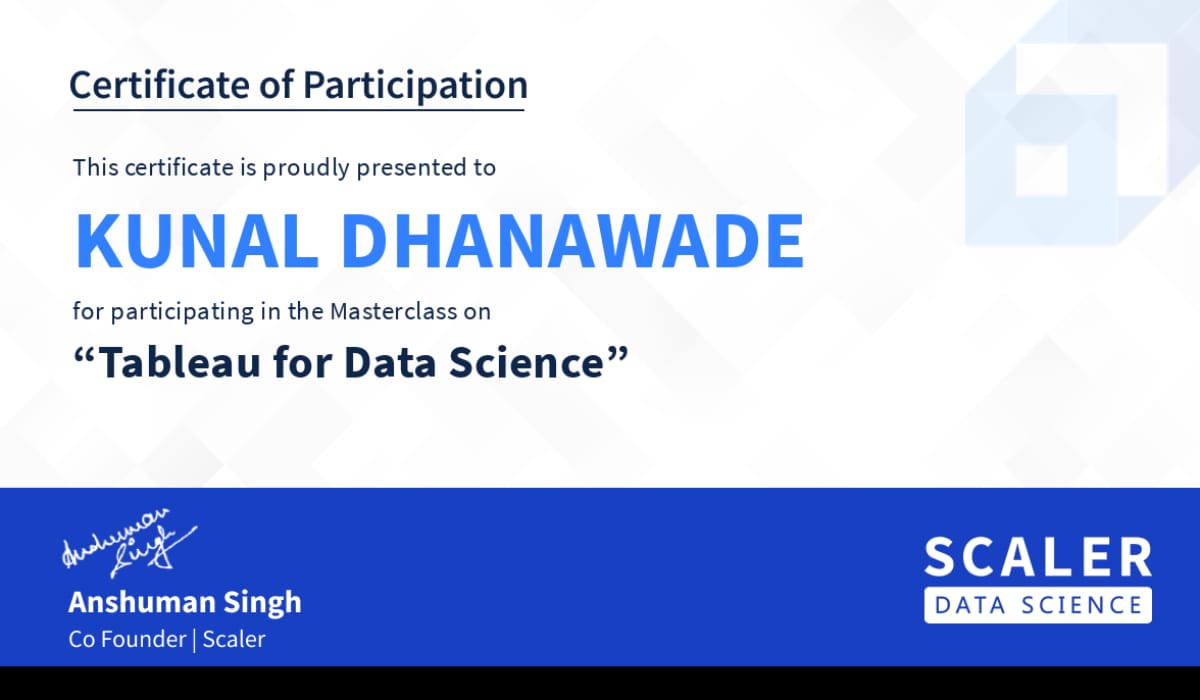 Certificate of Participation
This certificate is proudly presented to
KUNAL DHANAWADE
for participating in the Masterclass on
“Tableau for Data Science”
Anshuman
Singh
Anshuman Singh
Co Founder | Scaler
SCALER
DATA SCIENCE